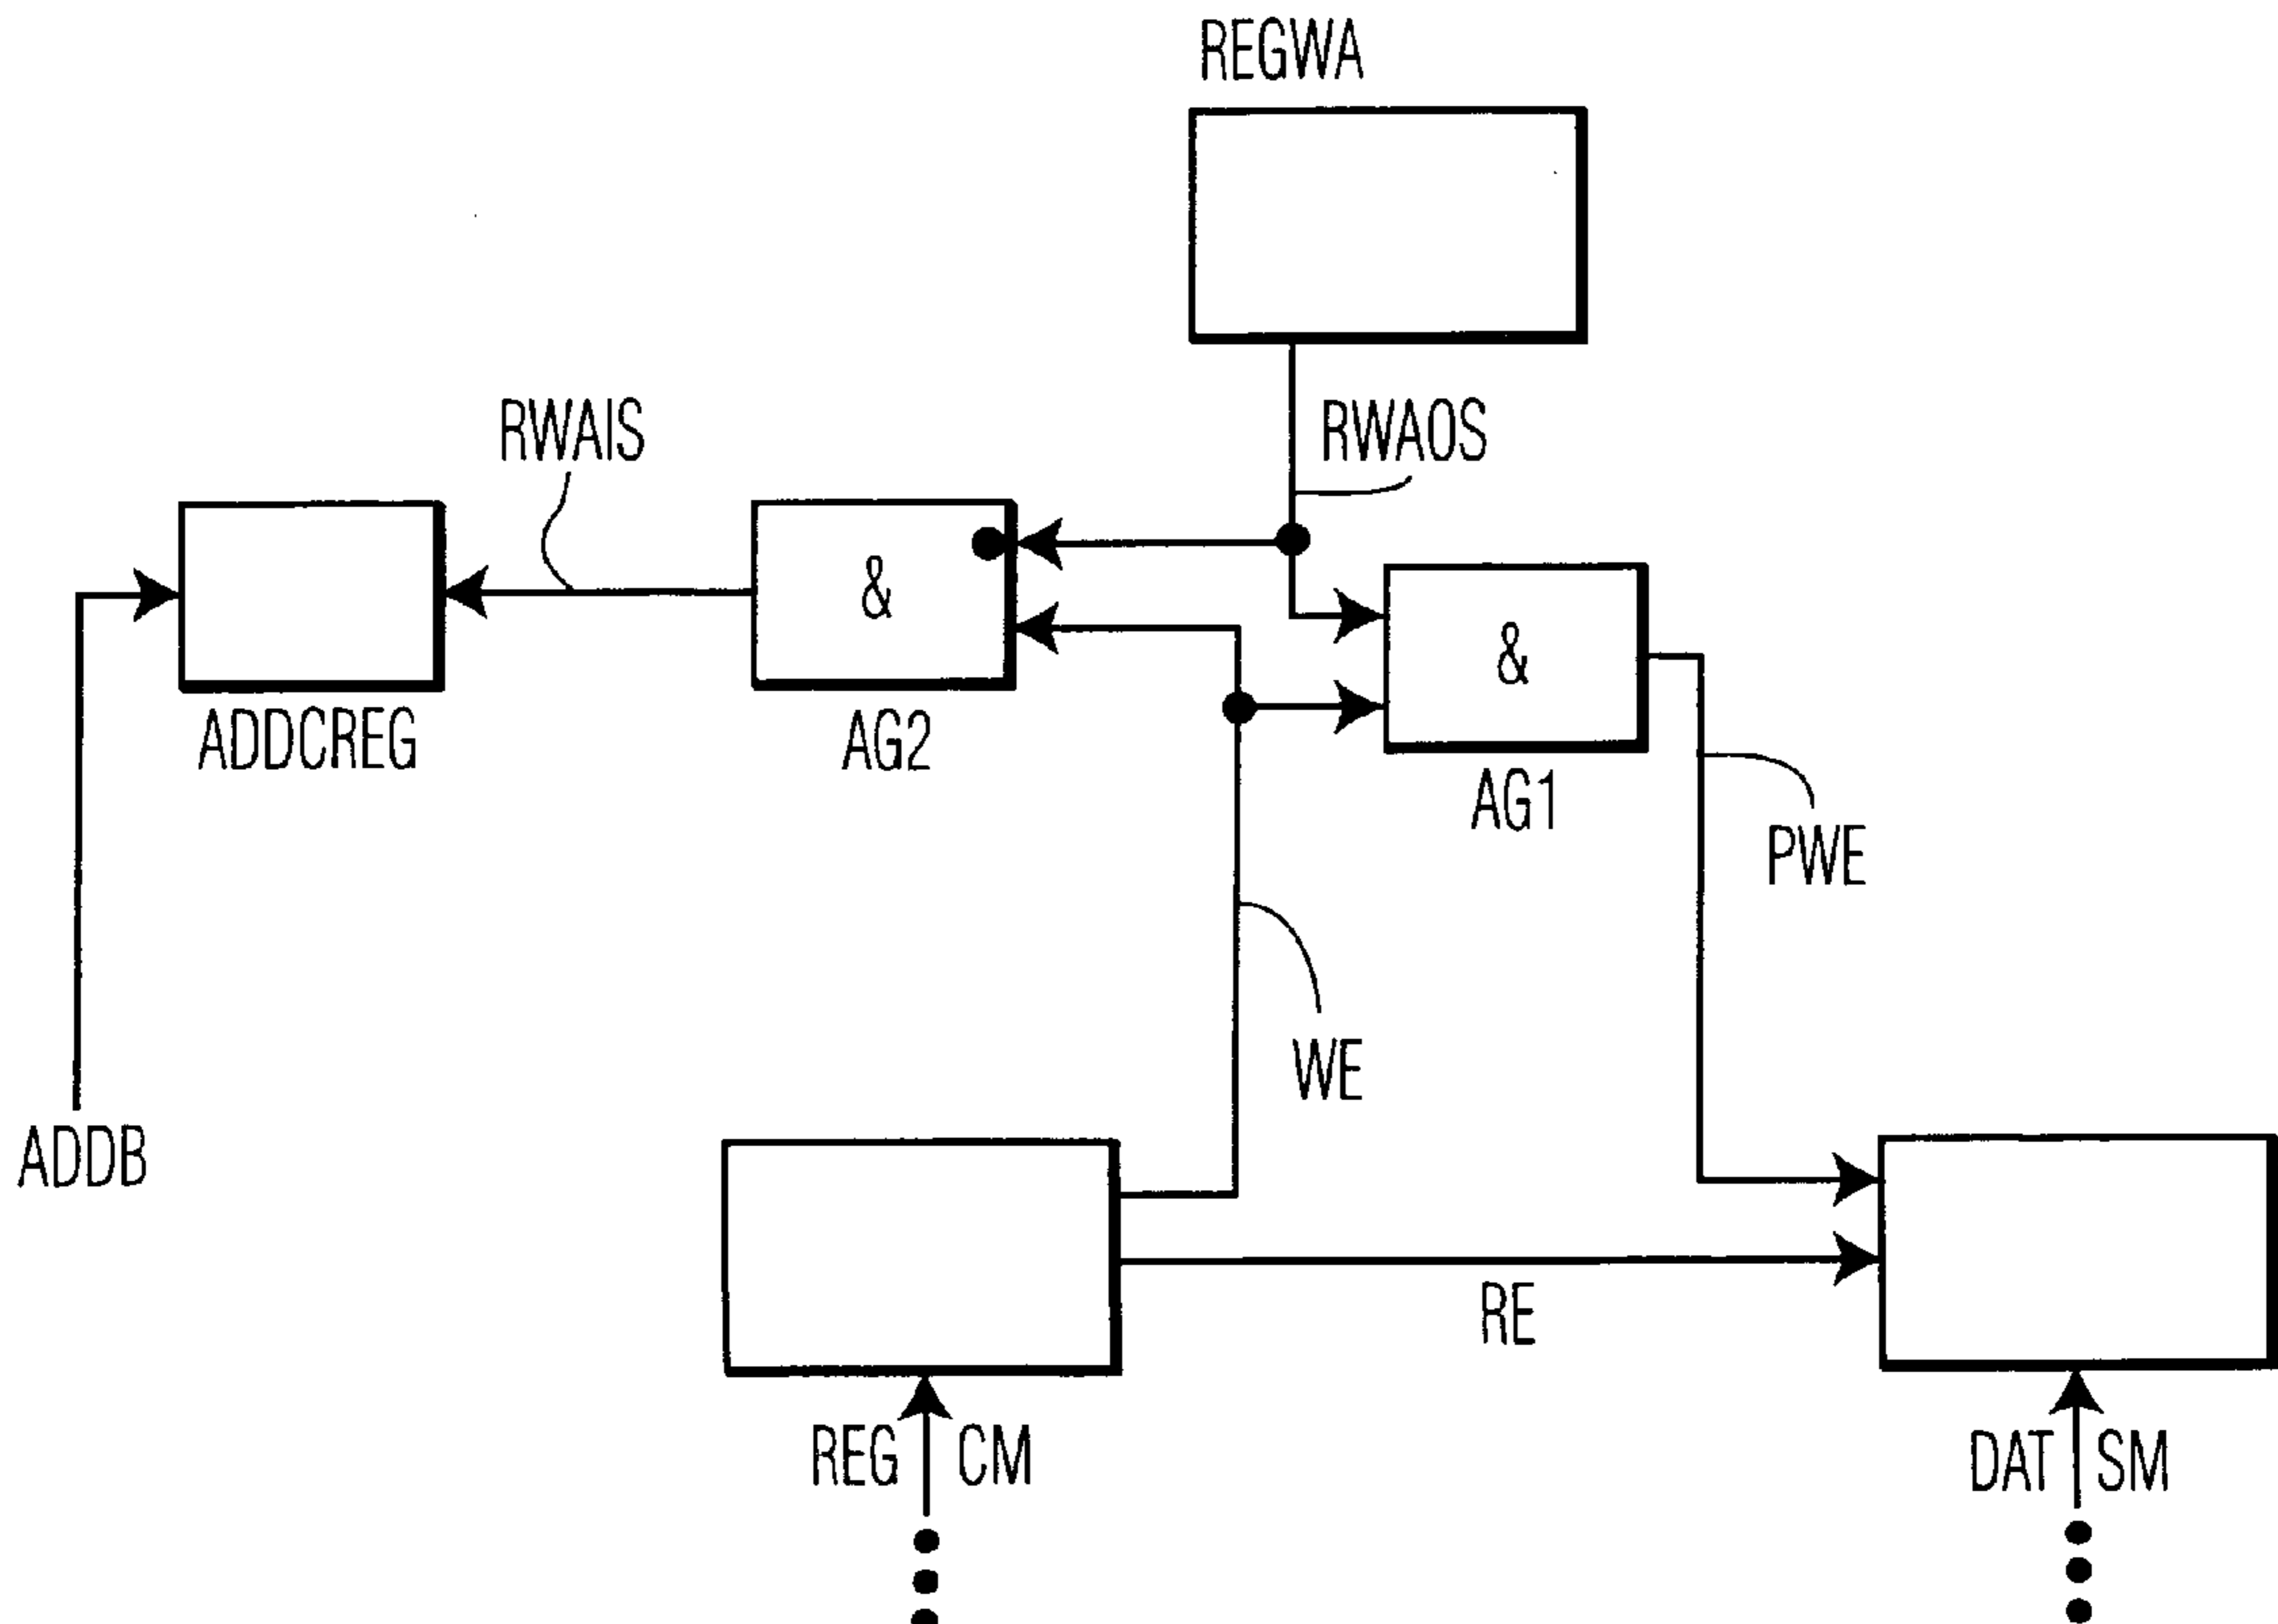 REGWA
RWAIS
RWAOS
&
&
ADDCREG
AG2
AG1
PWE
WE
ADDB
RE
REG CM
DAT SM